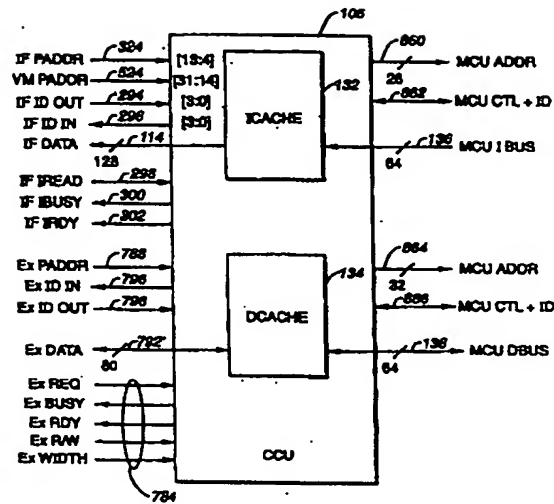 106
IF PADDR 324 [13:4] 860 MCU ADDR
VM PADDR 524 [31:14] 132 26
IF ID OUT 294 [3:0] 862 MCU CTL + ID
IF ID IN 296 [3:0] ICACHE
IF DATA 114 136 MCU I BUS
128 64
IF IREAD 298
IF IBUSY 300
IF IRDY 302
Ex PADDR 788 864 MCU ADDR
Ex ID IN 796 134 32
Ex ID OUT 798 DCACHE 866 MCU CTL + ID
Ex DATA 792' 138 MCU DBUS
80 64
Ex REQ
Ex BUSY
Ex RDY
Ex R/W
Ex WIDTH CCU
784